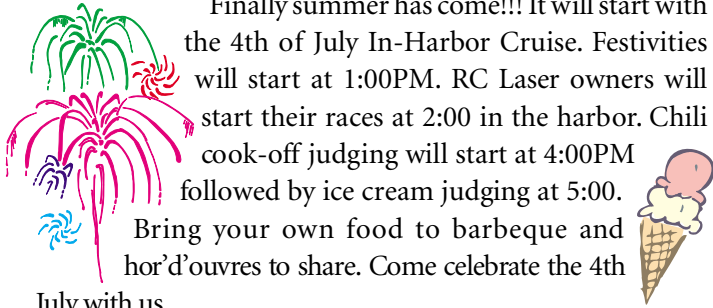 Finally summer has come!!! It will start with
the 4th of July In-Harbor Cruise. Festivities
will start at 1:00PM. RC Laser owners will
start their races at 2:00 in the harbor. Chili
cook-off judging will start at 4:00PM
followed by ice cream judging at 5:00.
Bring your own food to barbeque and
hor'd'ouvres to share. Come celebrate the 4th
July with us